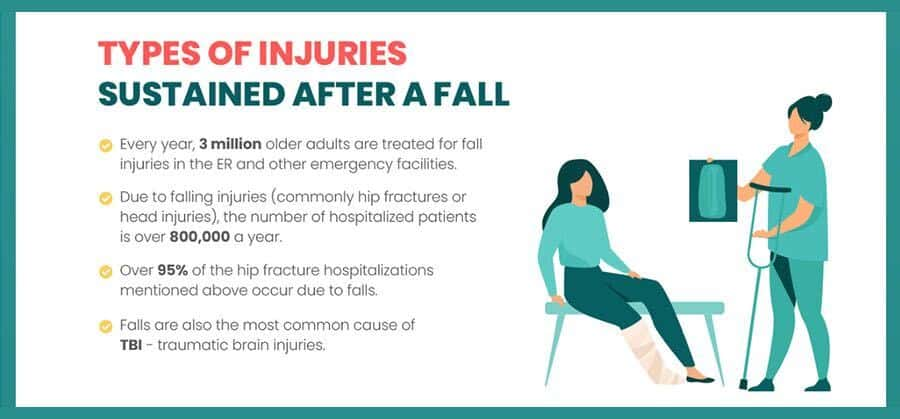 TYPES OF INJURIES
SUSTAINED AFTER A FALL
Every year, 3 million older adults are treated for fall
injuries in the ER and other emergency facilities.
Due to falling injuries (commonly hip fractures or
head injuries), the number of hospitalized patients
is over 800,000 a year.
Over 95% of the hip fracture hospitalizations
mentioned above occur due to falls.
Falls are also the most common cause of
TBI - traumatic brain injuries.